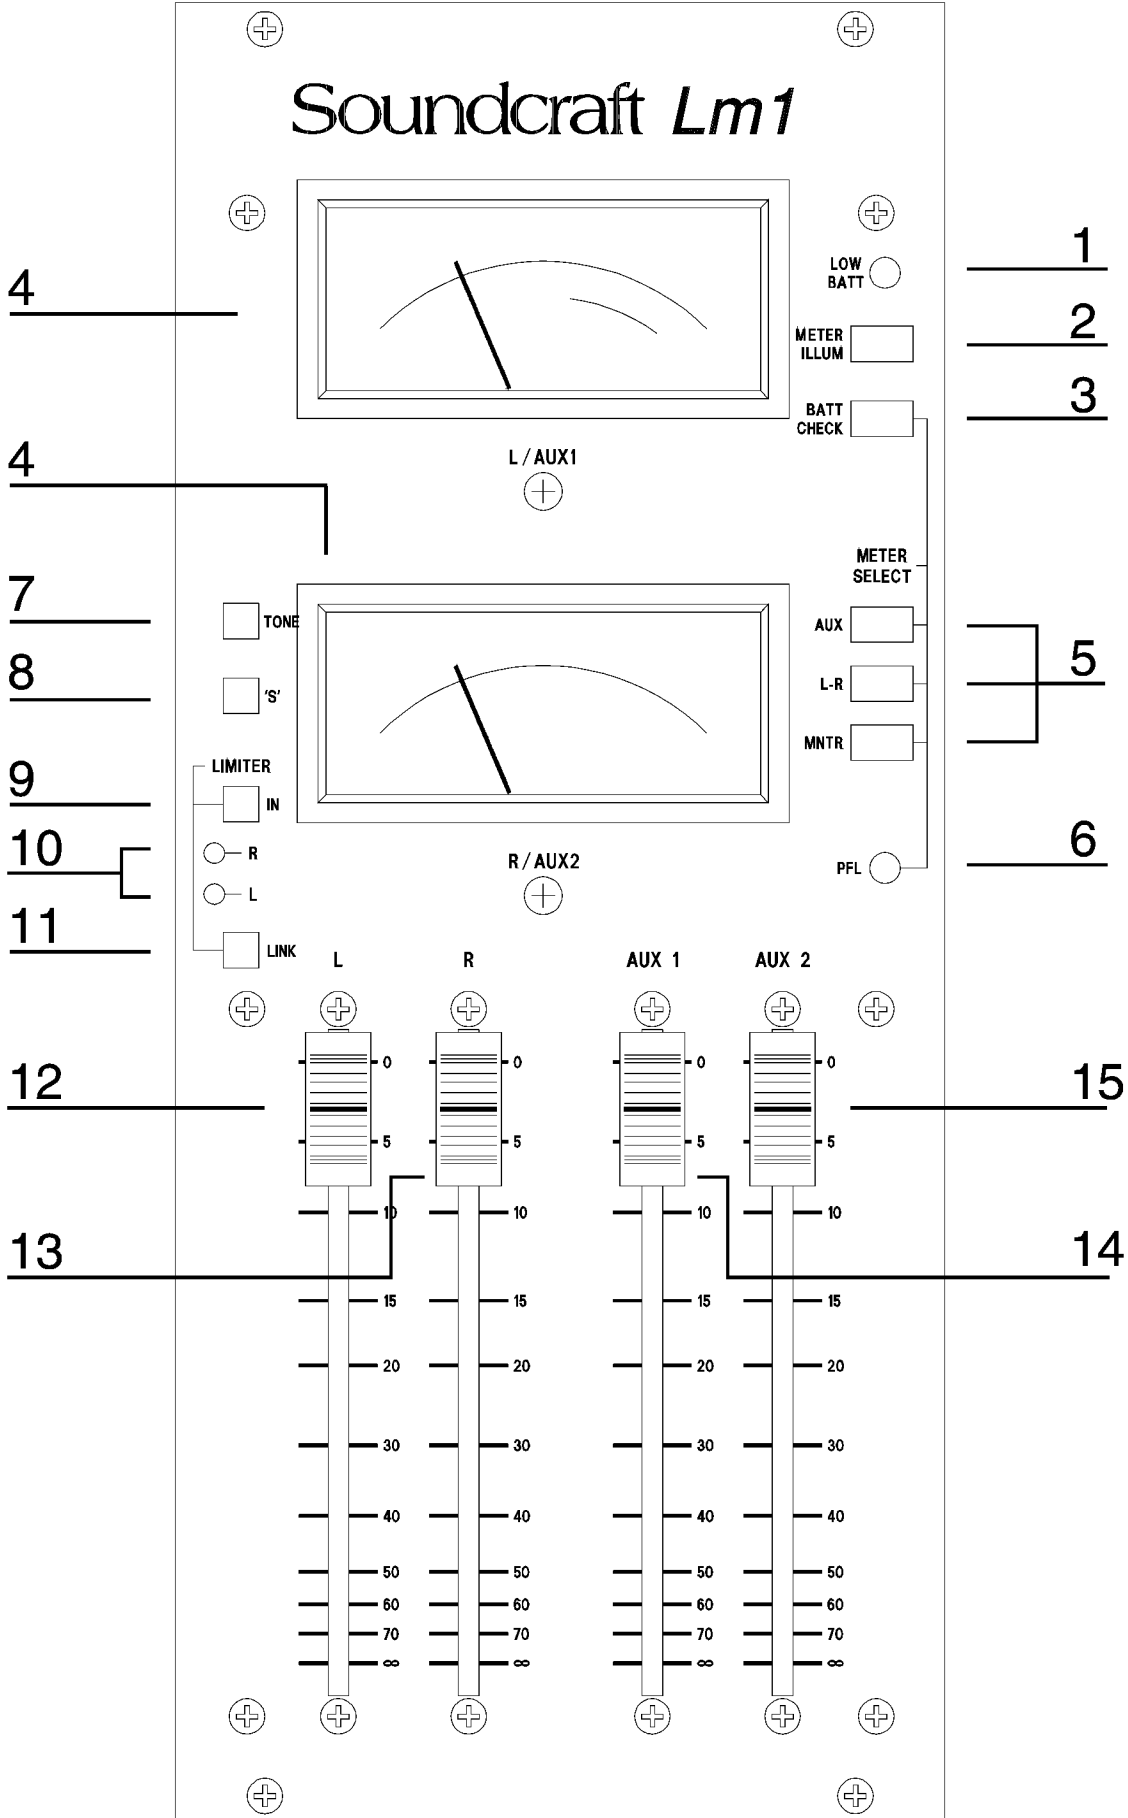 Soundcraft Lm1
1
LOW
BATT
4
2
METER
ILLUM
3
BATT
CHECK
L/AUX1
4
METER
SELECT
7
TONE
AUX
5
8
'S'
L-R
MNTR
LIMITER
9
IN
10
R
L
R/AUX2
PFL
6
11
LINK
L R AUX 1 AUX 2
0 0 0 0
12
15
5 5 5 5
10 10 10 10
13
14
15 15 15 15
20 20 20 20
30 30 30 30
40 40 40 40
50 50 50 50
60 60 60 60
70 70 70 70
∞ ∞ ∞ ∞